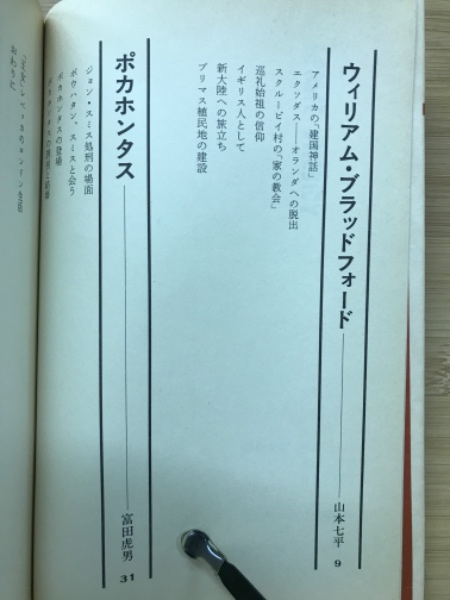 ウィリアム・ブラッドフォード——山本七平 9
アメリカの「建国神話」
エクソダス——オランダへの脱出
スクルービイ村の「家の教会」
巡礼始祖の信仰
イギリス人として
新大陸への旅立ち
プリマス植民地の建設
ポカホンタス——富田虎男 31
ジョン・スミス処刑の場面
ポウハタン、スミスと会う
ポカホンタスの登場
おわりに